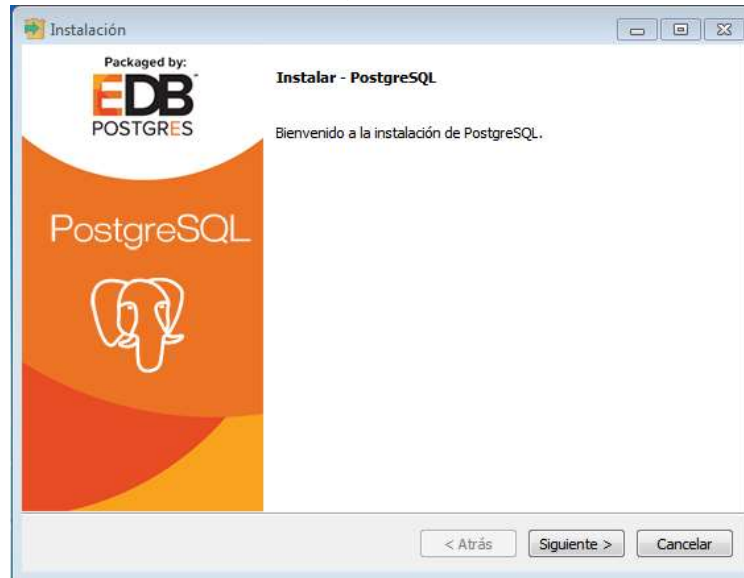 Instalación
Packaged by:
EDB
POSTGRES
Instalar - PostgreSQL
Bienvenido a la instalación de PostgreSQL.
PostgreSQL
< Atrás
Siguiente >
Cancelar